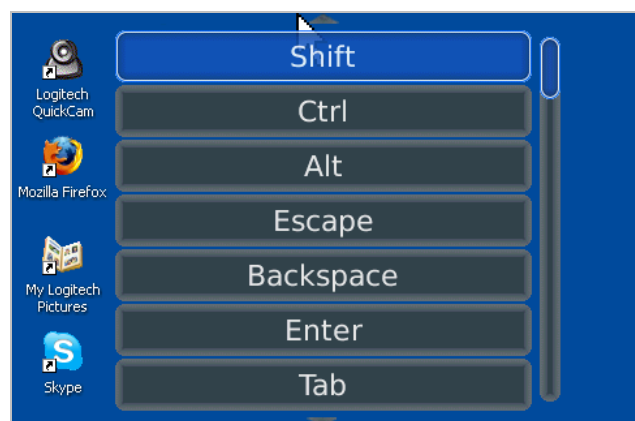 Logitech
QuickCam
Mozilla Firefox
My Logitech
Pictures
Skype
Shift
Ctrl
Alt
Escape
Backspace
Enter
Tab